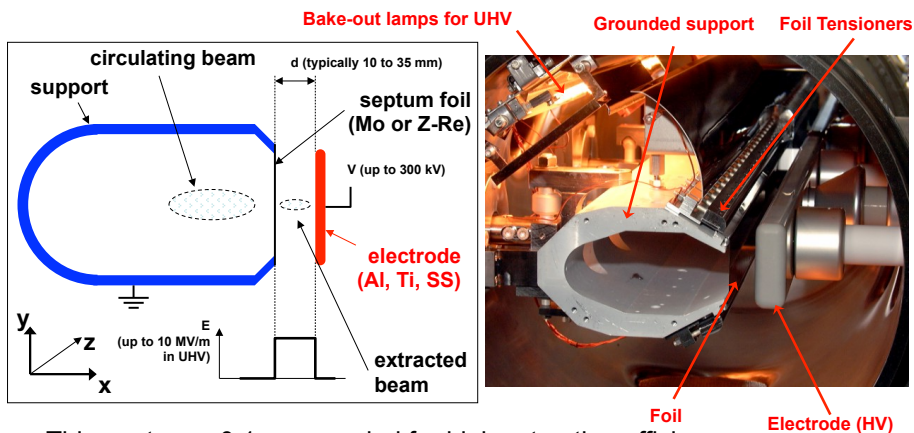 Bake-out lamps for UHV
Grounded support
Foil Tensioners
circulating beam
d (typically 10 to 35 mm)
support
septum foil
(Mo or Z-Re)
V (up to 300 kV)
electrode
(Al, Ti, SS)
E
(up to 10 MV/m
in UHV)
y
z
x
extracted
beam
Foil
Electrode (HV)